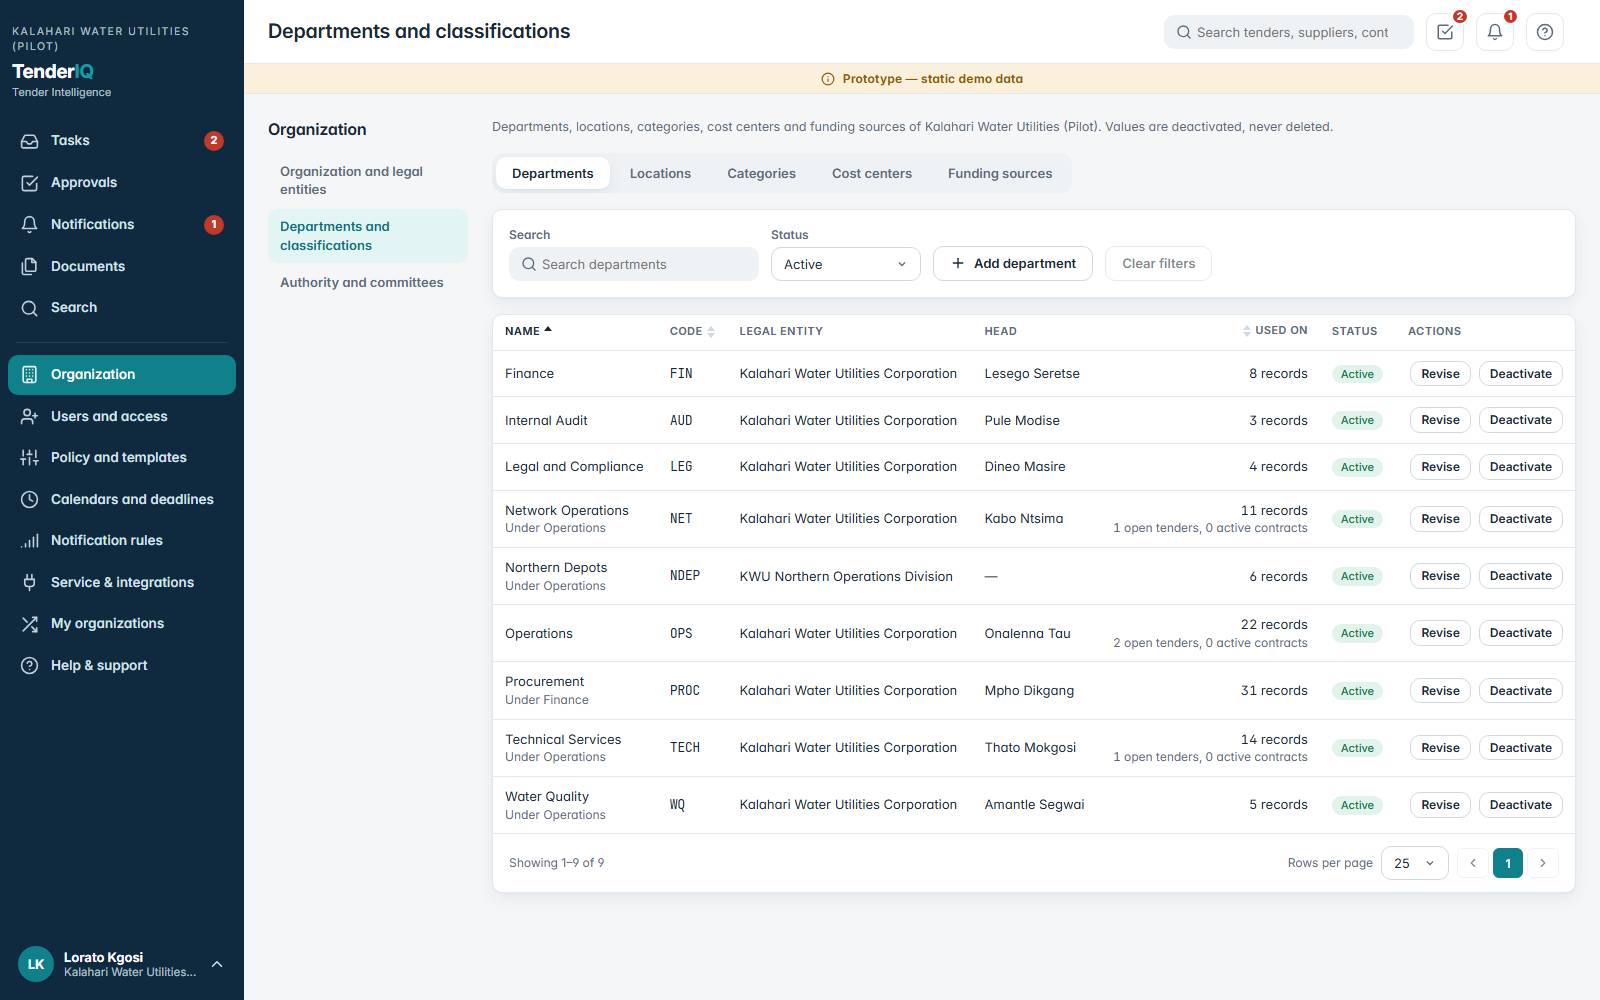 KALAHARI WATER UTILITIES
(PILOT)
TenderIQ
Tender Intelligence
Tasks
2
Approvals
Notifications
1
Documents
Search
Organization
Users and access
Policy and templates
Calendars and deadlines
Notification rules
Service & integrations
My organizations
Help & support
LK
Lorato Kgosi
Kalahari Water Utilities...
Departments and classifications
Search tenders, suppliers, cont
2
1
Prototype — static demo data
Organization
Organization and legal
entities
Departments and
classifications
Authority and committees
Departments, locations, categories, cost centers and funding sources of Kalahari Water Utilities (Pilot). Values are deactivated, never deleted.
Departments Locations Categories Cost centers Funding sources
Search Status
Search departments Active Add department Clear filters
NAME CODE LEGAL ENTITY HEAD USED ON STATUS ACTIONS
Finance FIN Kalahari Water Utilities Corporation Lesego Seretse 8 records Active Revise Deactivate
Internal Audit AUD Kalahari Water Utilities Corporation Pule Modise 3 records Active Revise Deactivate
Legal and Compliance LEG Kalahari Water Utilities Corporation Dineo Masire 4 records Active Revise Deactivate
Network Operations NET Kalahari Water Utilities Corporation Kabo Ntsima 11 records Active Revise Deactivate
Under Operations 1 open tenders, 0 active contracts
Northern Depots NDEP KWU Northern Operations Division — 6 records Active Revise Deactivate
Under Operations
Operations OPS Kalahari Water Utilities Corporation Onalenna Tau 22 records Active Revise Deactivate
2 open tenders, 0 active contracts
Procurement PROC Kalahari Water Utilities Corporation Mpho Dikgang 31 records Active Revise Deactivate
Under Finance
Technical Services TECH Kalahari Water Utilities Corporation Thato Mokgosi 14 records Active Revise Deactivate
Under Operations 1 open tenders, 0 active contracts
Water Quality WQ Kalahari Water Utilities Corporation Amantle Segwai 5 records Active Revise Deactivate
Under Operations
Showing 1–9 of 9 Rows per page 25 1